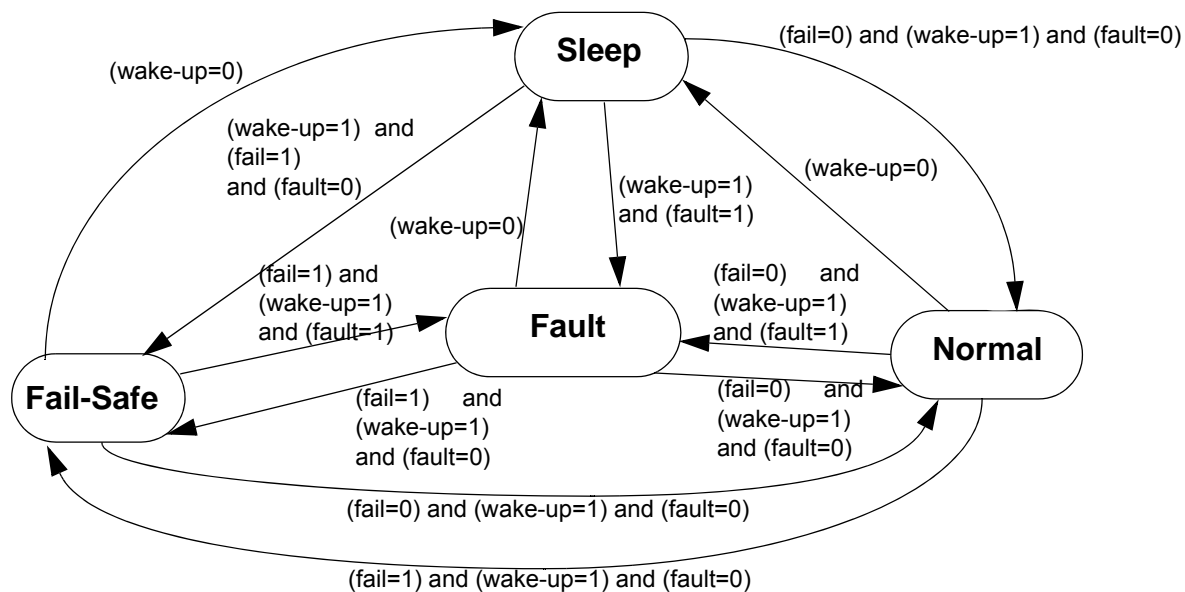 Sleep
(fail=0) and (wake-up=1) and (fault=0)
(wake-up=0)
(wake-up=1) and
(fail=1)
and (fault=0)
(wake-up=0)
(wake-up=1)
and (fault=1)
(wake-up=0)
(fail=1) and
(wake-up=1)
and (fault=1)
Fault
(fail=0) and
(wake-up=1)
and (fault=1)
Normal
Fail-Safe
(fail=1) and
(wake-up=1)
and (fault=0)
(fail=0) and
(wake-up=1)
and (fault=0)
(fail=0) and (wake-up=1) and (fault=0)
(fail=1) and (wake-up=1) and (fault=0)